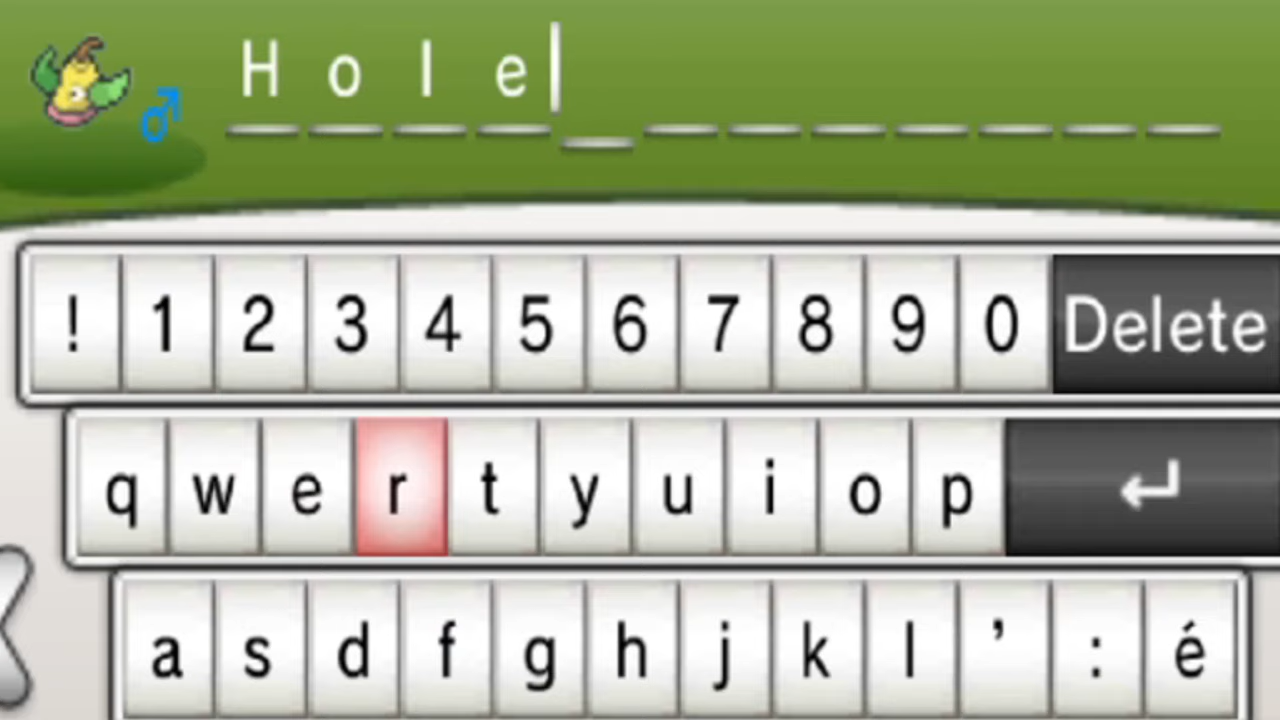 Hole
! 1 2 3 4 5 6 7 8 9 0 Delete
q w e r t y u i o p ↵
a s d f g h j k l ’ : é